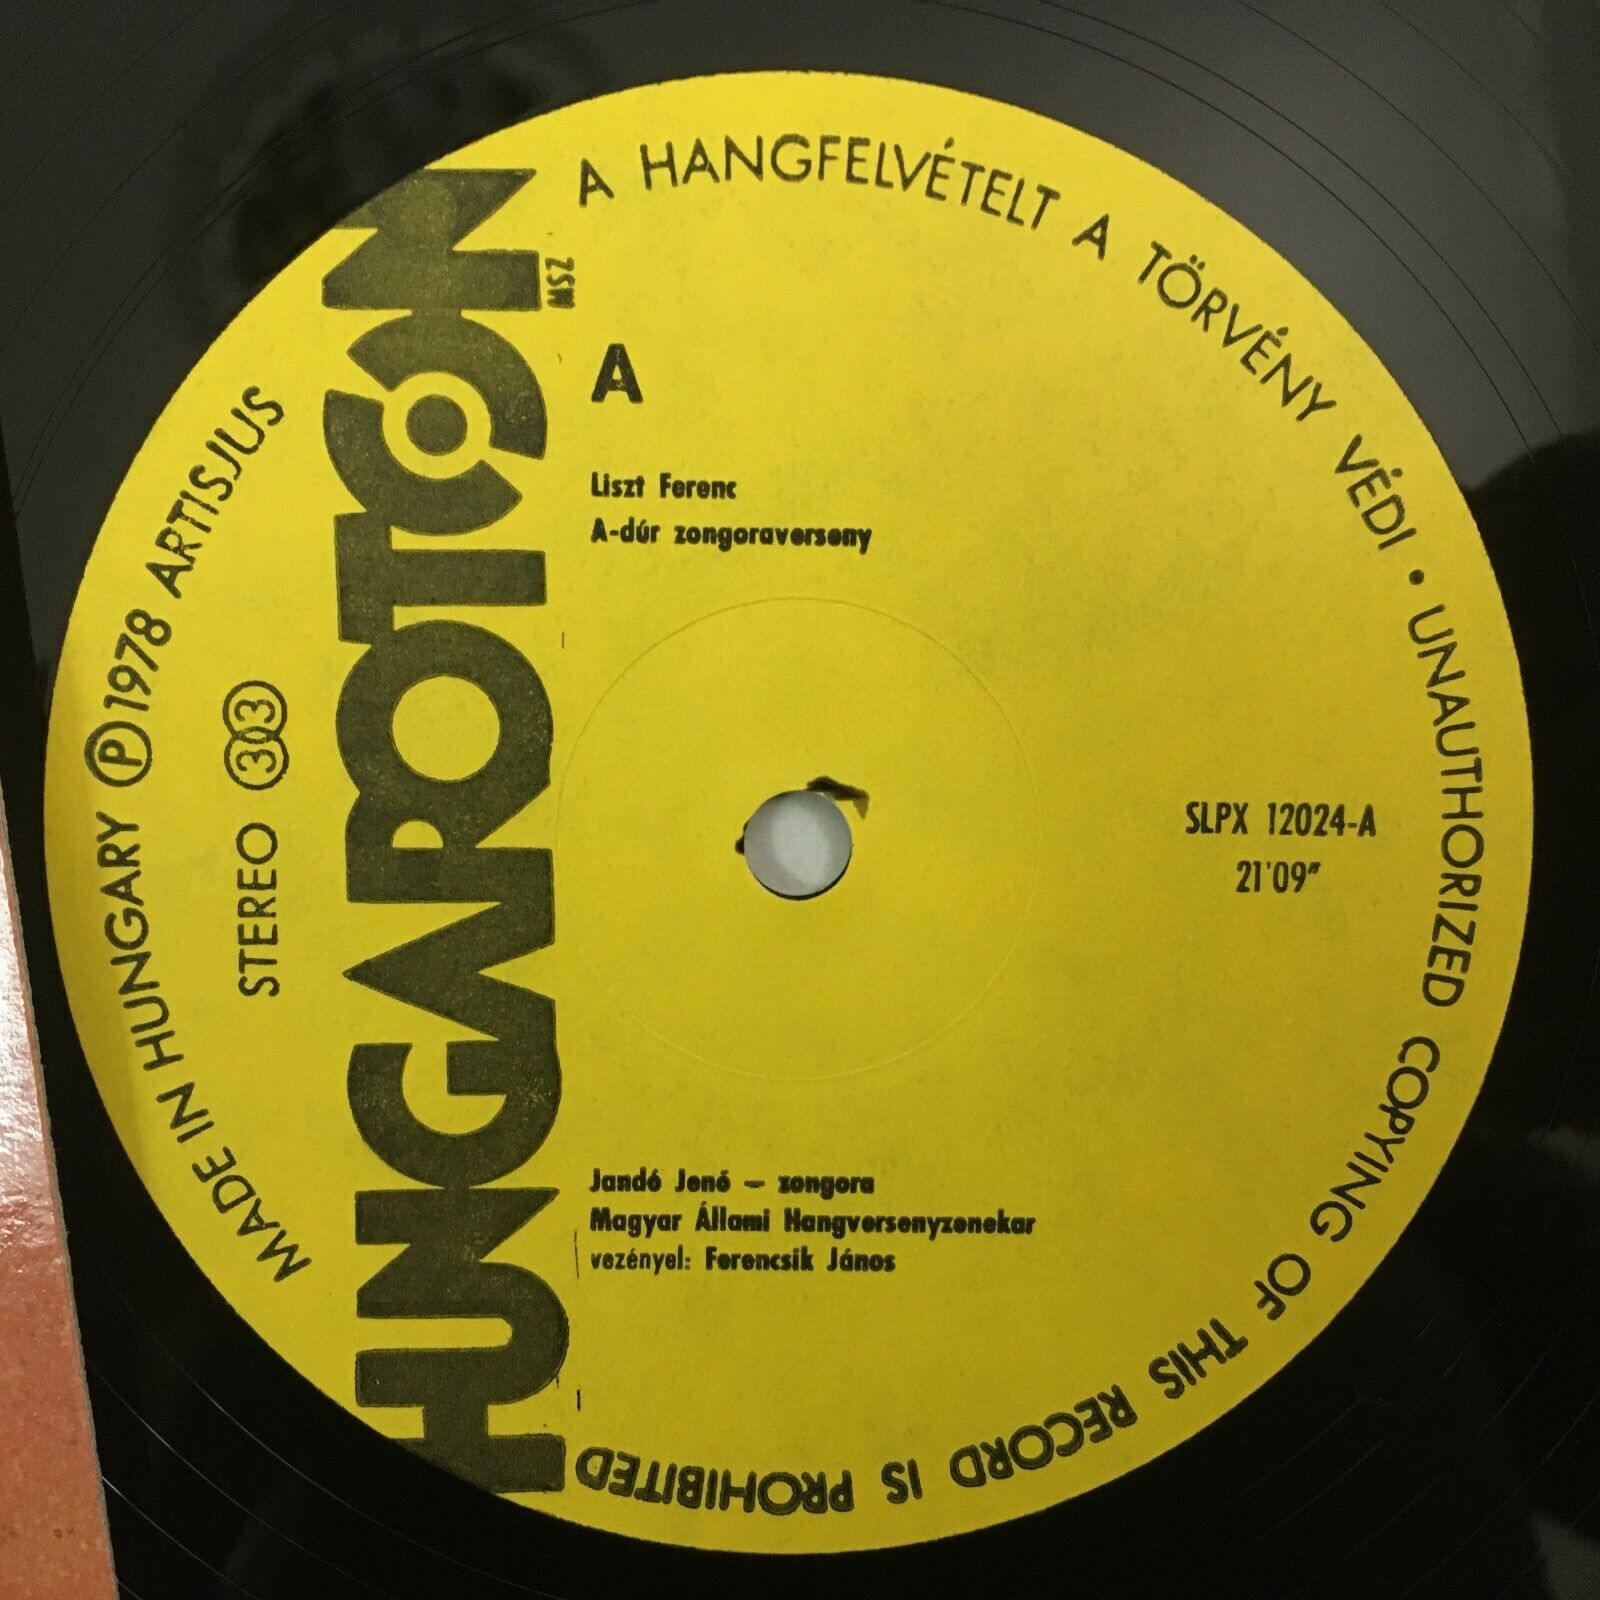 A HANGFELVÉTELT A TÖRVÉNY VÉDI • UNAUTHORIZED COPYING OF THIS RECORD IS PROHIBITED
MADE IN HUNGARY Ⓟ 1978 ARTISJUS
STEREO 33
HUNGAROTON
MSZ
A
Liszt Ferenc
A-dúr zongoraverseny
SLPX 12024-A
21'09"
Jandó Jenő – zongora
Magyar Állami Hangversenyzenekar
vezényel: Ferencsik János